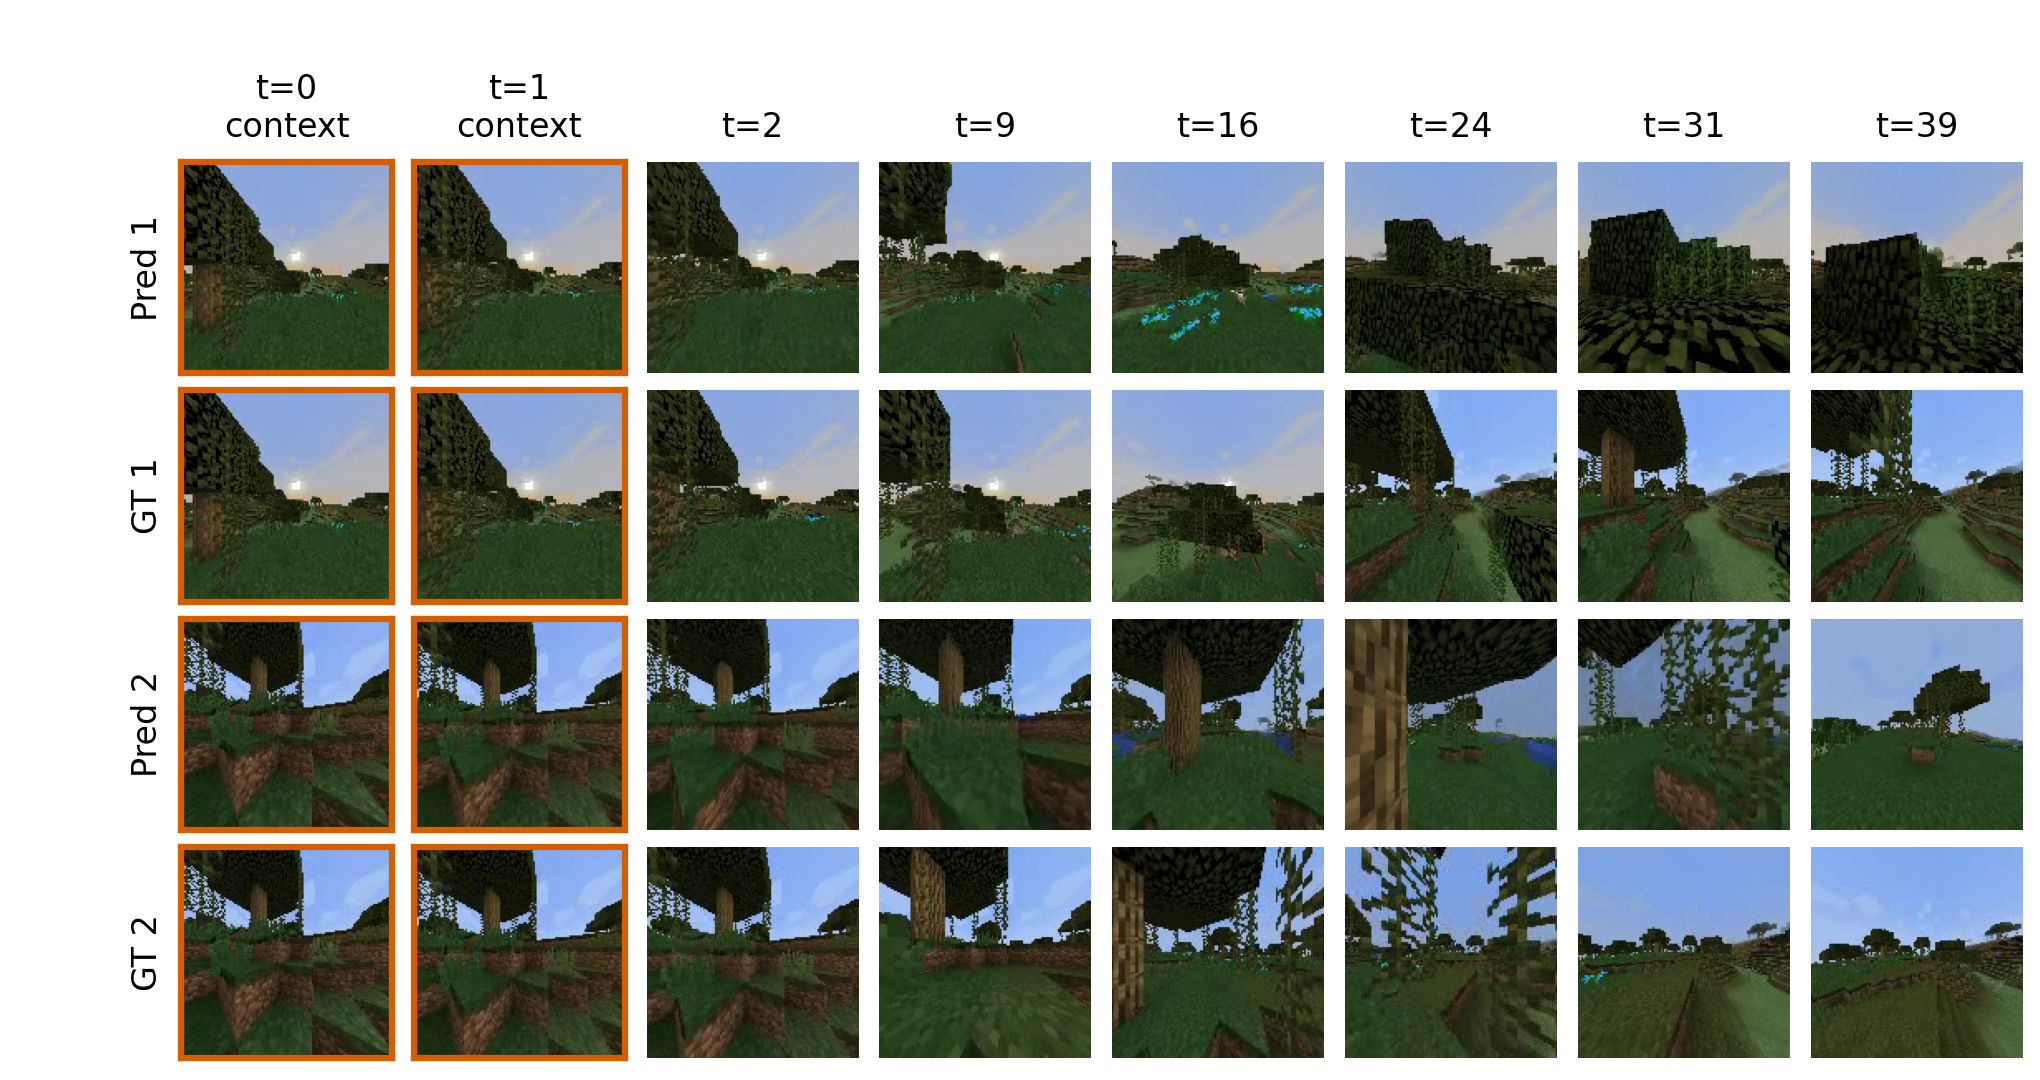 t=0
context
t=1
context
t=2
t=9
t=16
t=24
t=31
t=39
Pred 1
GT 1
Pred 2
GT 2